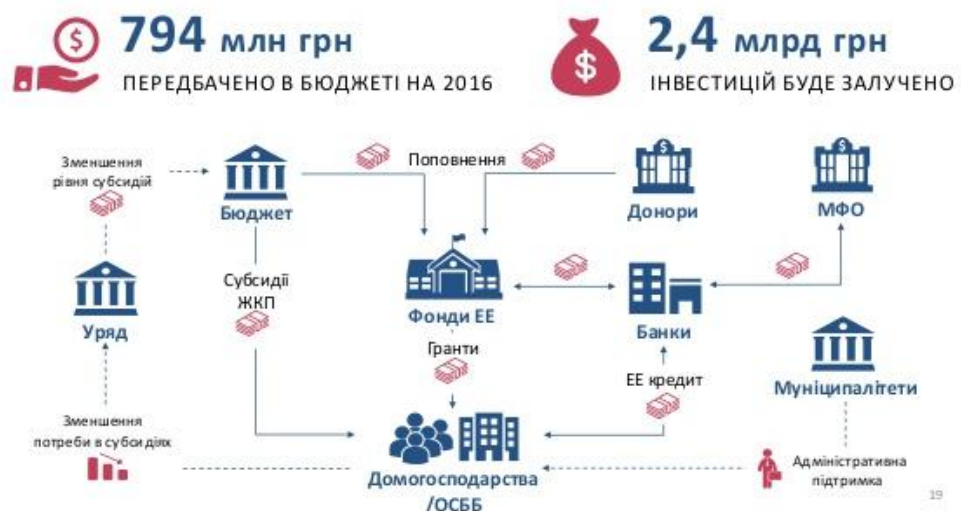 794 млн грн
ПЕРЕДБАЧЕНО В БЮДЖЕТІ НА 2016
2,4 млрд грн
ІНВЕСТИЦІЙ БУДЕ ЗАЛУЧЕНО
Зменшення
рівня субсидій
Бюджет
Поповнення
Донори
МФО
Уряд
Субсидії
ЖКП
Фонди ЕЕ
Банки
Гранти
ЕЕ кредит
Муніципалітети
Зменшення
потреби в субсидіях
Домогосподарства
/ОСББ
Адміністративна
підтримка
19